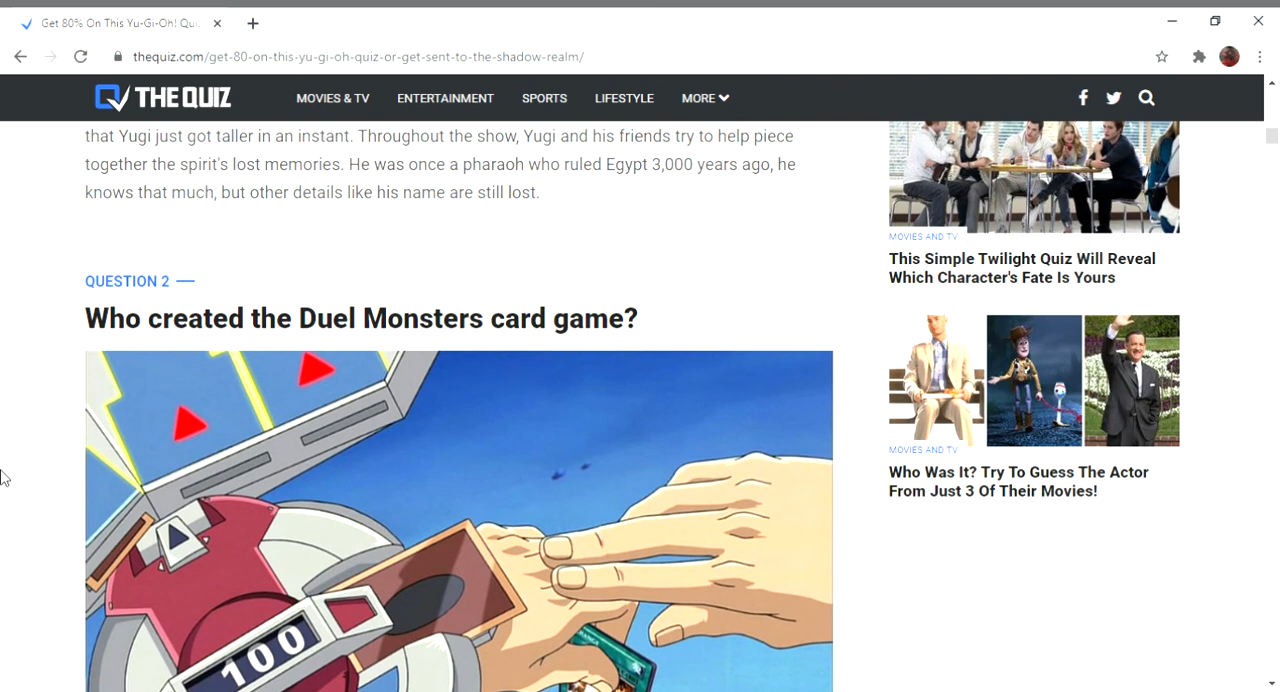 Get 80% On This Yu-Gi-Oh! Qu
thequiz.com/get-80-on-this-yu-gi-oh-quiz-or-get-sent-to-the-shadow-realm/
THE QUIZ
MOVIES & TV ENTERTAINMENT SPORTS LIFESTYLE MORE
that Yugi just got taller in an instant. Throughout the show, Yugi and his friends try to help piece
together the spirit's lost memories. He was once a pharaoh who ruled Egypt 3,000 years ago, he
knows that much, but other details like his name are still lost.
QUESTION 2 —
Who created the Duel Monsters card game?
100
MOVIES AND TV
This Simple Twilight Quiz Will Reveal
Which Character's Fate Is Yours
MOVIES AND TV
Who Was It? Try To Guess The Actor
From Just 3 Of Their Movies!